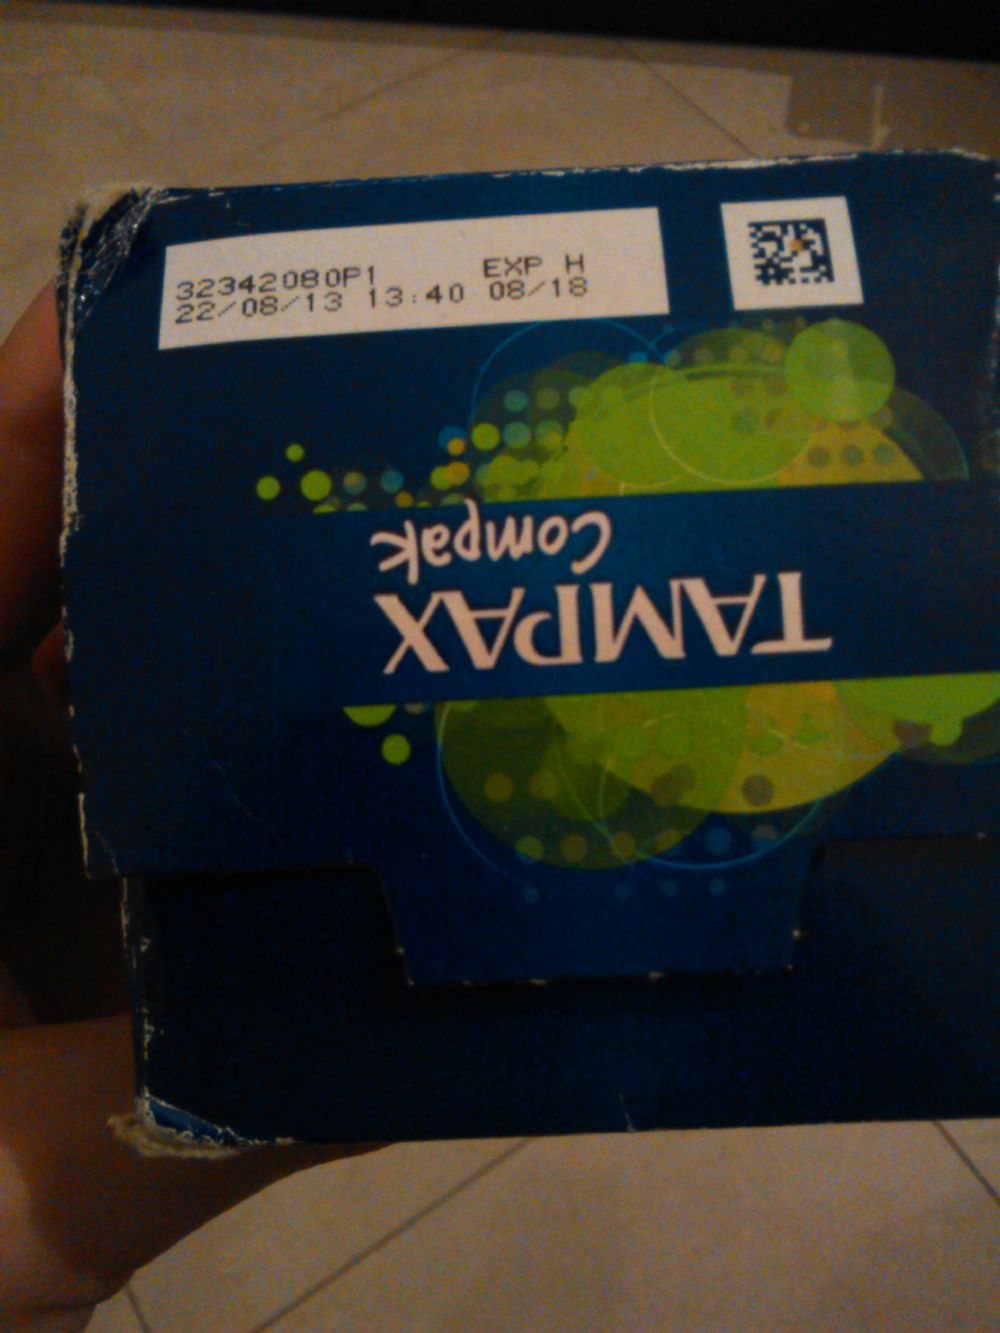 32342080P1 EXP H
22/08/13 13:40 08/18
TAMPAX
Compak